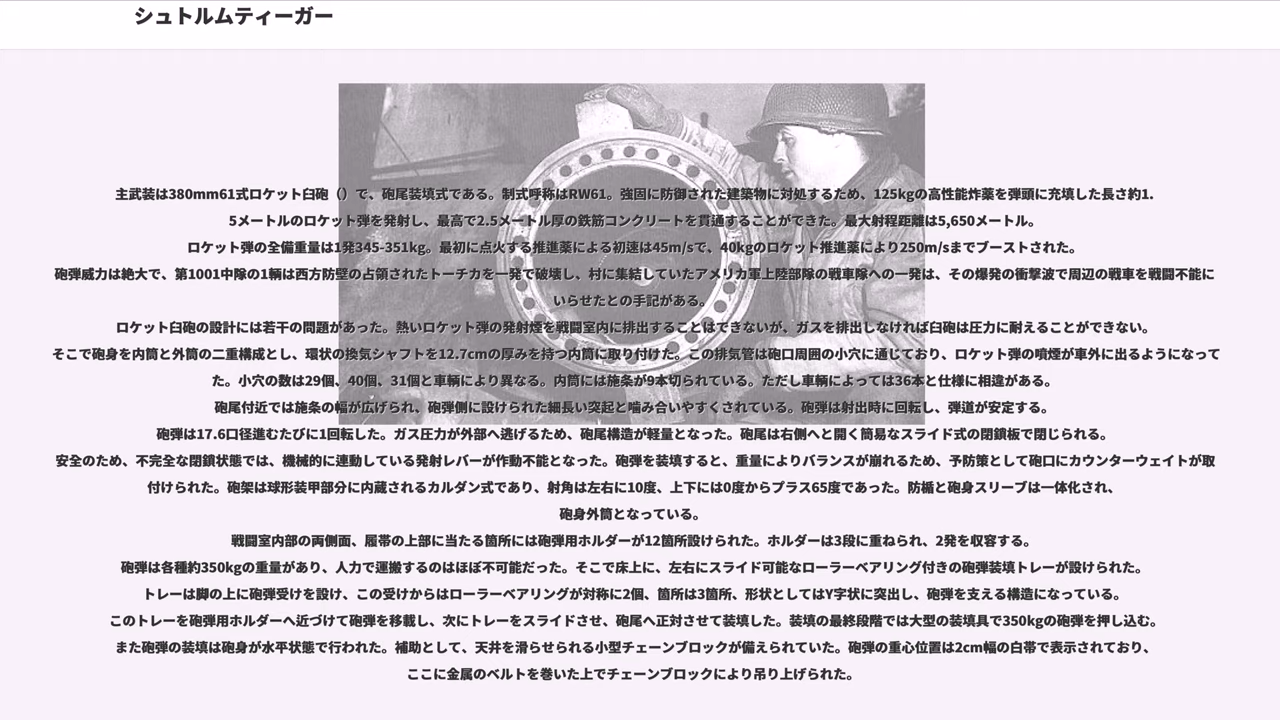 シュトルムティーガー
主武装は380mm61式ロケット臼砲（）で、砲尾装填式である。制式呼称はRW61。強固に防御された建築物に対処するため、125kgの高性能炸薬を弾頭に充填した長さ約1.
5メートルのロケット弾を発射し、最高で2.5メートル厚の鉄筋コンクリートを貫通することができた。最大射程距離は5,650メートル。
ロケット弾の全備重量は1発345-351kg。最初に点火する推進薬による初速は45m/sで、40kgのロケット推進薬により250m/sまでブーストされた。
砲弾威力は絶大で、第1001中隊の1輌は西方防壁の占領されたトーチカを一発で破壊し、村に集結していたアメリカ軍上陸部隊の戦車隊への一発は、その爆発の衝撃波で周辺の戦車を戦闘不能に
いらせたとの手記がある。
ロケット臼砲の設計には若干の問題があった。熱いロケット弾の発射煙を戦闘室内に排出することはできないが、ガスを排出しなければ臼砲は圧力に耐えることができない。
そこで砲身を内筒と外筒の二重構成とし、環状の換気シャフトを12.7cmの厚みを持つ内筒に取り付けた。この排気管は砲口周囲の小穴に通じており、ロケット弾の噴煙が車外に出るようになって
た。小穴の数は29個、40個、31個と車輌により異なる。内筒には施条が9本切られている。ただし車輌によっては36本と仕様に相違がある。
砲尾付近では施条の幅が広げられ、砲弾側に設けられた細長い突起と噛み合いやすくされている。砲弾は射出時に回転し、弾道が安定する。
砲弾は17.6口径進むたびに1回転した。ガス圧力が外部へ逃げるため、砲尾構造が軽量となった。砲尾は右側へと開く簡易なスライド式の閉鎖板で閉じられる。
安全のため、不完全な閉鎖状態では、機械的に連動している発射レバーが作動不能となった。砲弾を装填すると、重量によりバランスが崩れるため、予防策として砲口にカウンターウェイトが取
付けられた。砲架は球形装甲部分に内蔵されるカルダン式であり、射角は左右に10度、上下には0度からプラス65度であった。防楯と砲身スリーブは一体化され、
砲身外筒となっている。
戦闘室内部の両側面、履帯の上部に当たる箇所には砲弾用ホルダーが12箇所設けられた。ホルダーは3段に重ねられ、2発を収容する。
砲弾は各種約350kgの重量があり、人力で運搬するのはほぼ不可能だった。そこで床上に、左右にスライド可能なローラーベアリング付きの砲弾装填トレーが設けられた。
トレーは脚の上に砲弾受けを設け、この受けからはローラーベアリングが対称に2個、箇所は3箇所、形状としてはY字状に突出し、砲弾を支える構造になっている。
このトレーを砲弾用ホルダーへ近づけて砲弾を移載し、次にトレーをスライドさせ、砲尾へ正対させて装填した。装填の最終段階では大型の装填具で350kgの砲弾を押し込む。
また砲弾の装填は砲身が水平状態で行われた。補助として、天井を滑らせられる小型チェーンブロックが備えられていた。砲弾の重心位置は2cm幅の白帯で表示されており、
ここに金属のベルトを巻いた上でチェーンブロックにより吊り上げられた。